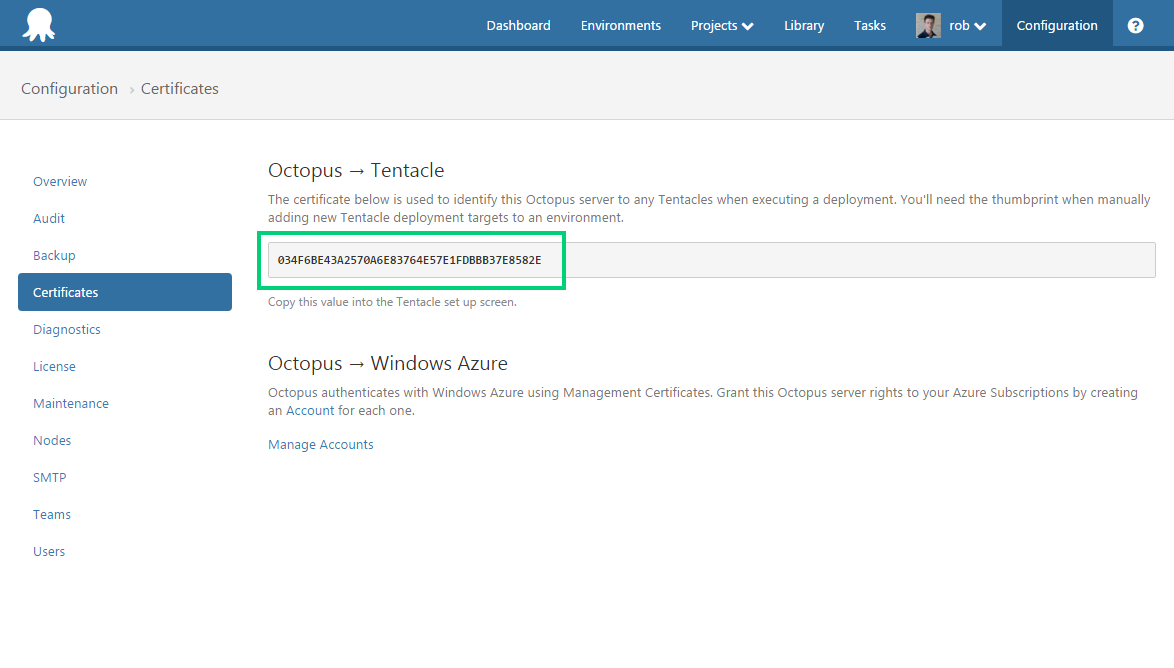 Dashboard Environments Projects Library Tasks rob Configuration ?
Configuration › Certificates
Overview
Audit
Backup
Certificates
Diagnostics
License
Maintenance
Nodes
SMTP
Teams
Users
Octopus → Tentacle
The certificate below is used to identify this Octopus server to any Tentacles when executing a deployment. You'll need the thumbprint when manually
adding new Tentacle deployment targets to an environment.
034F6BE43A2570A6E83764E57E1FDBBB37E8582E
Copy this value into the Tentacle set up screen.
Octopus → Windows Azure
Octopus authenticates with Windows Azure using Management Certificates. Grant this Octopus server rights to your Azure Subscriptions by creating
an Account for each one.
Manage Accounts